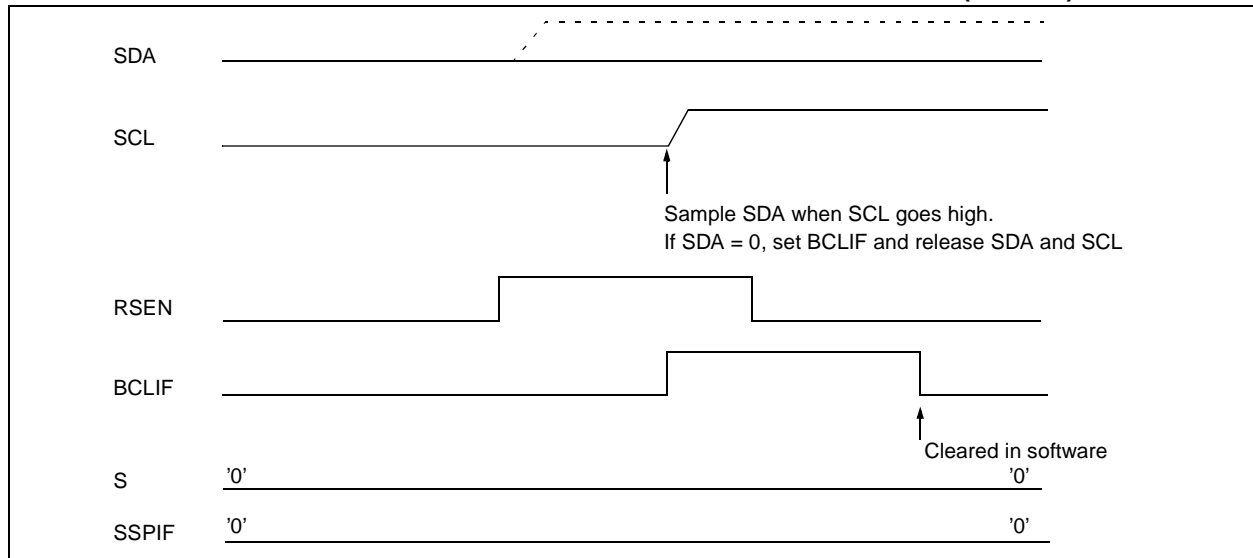 SDA
SCL
Sample SDA when SCL goes high.
If SDA = 0, set BCLIF and release SDA and SCL
RSEN
BCLIF
Cleared in software
S '0' '0'
SSPIF '0' '0'